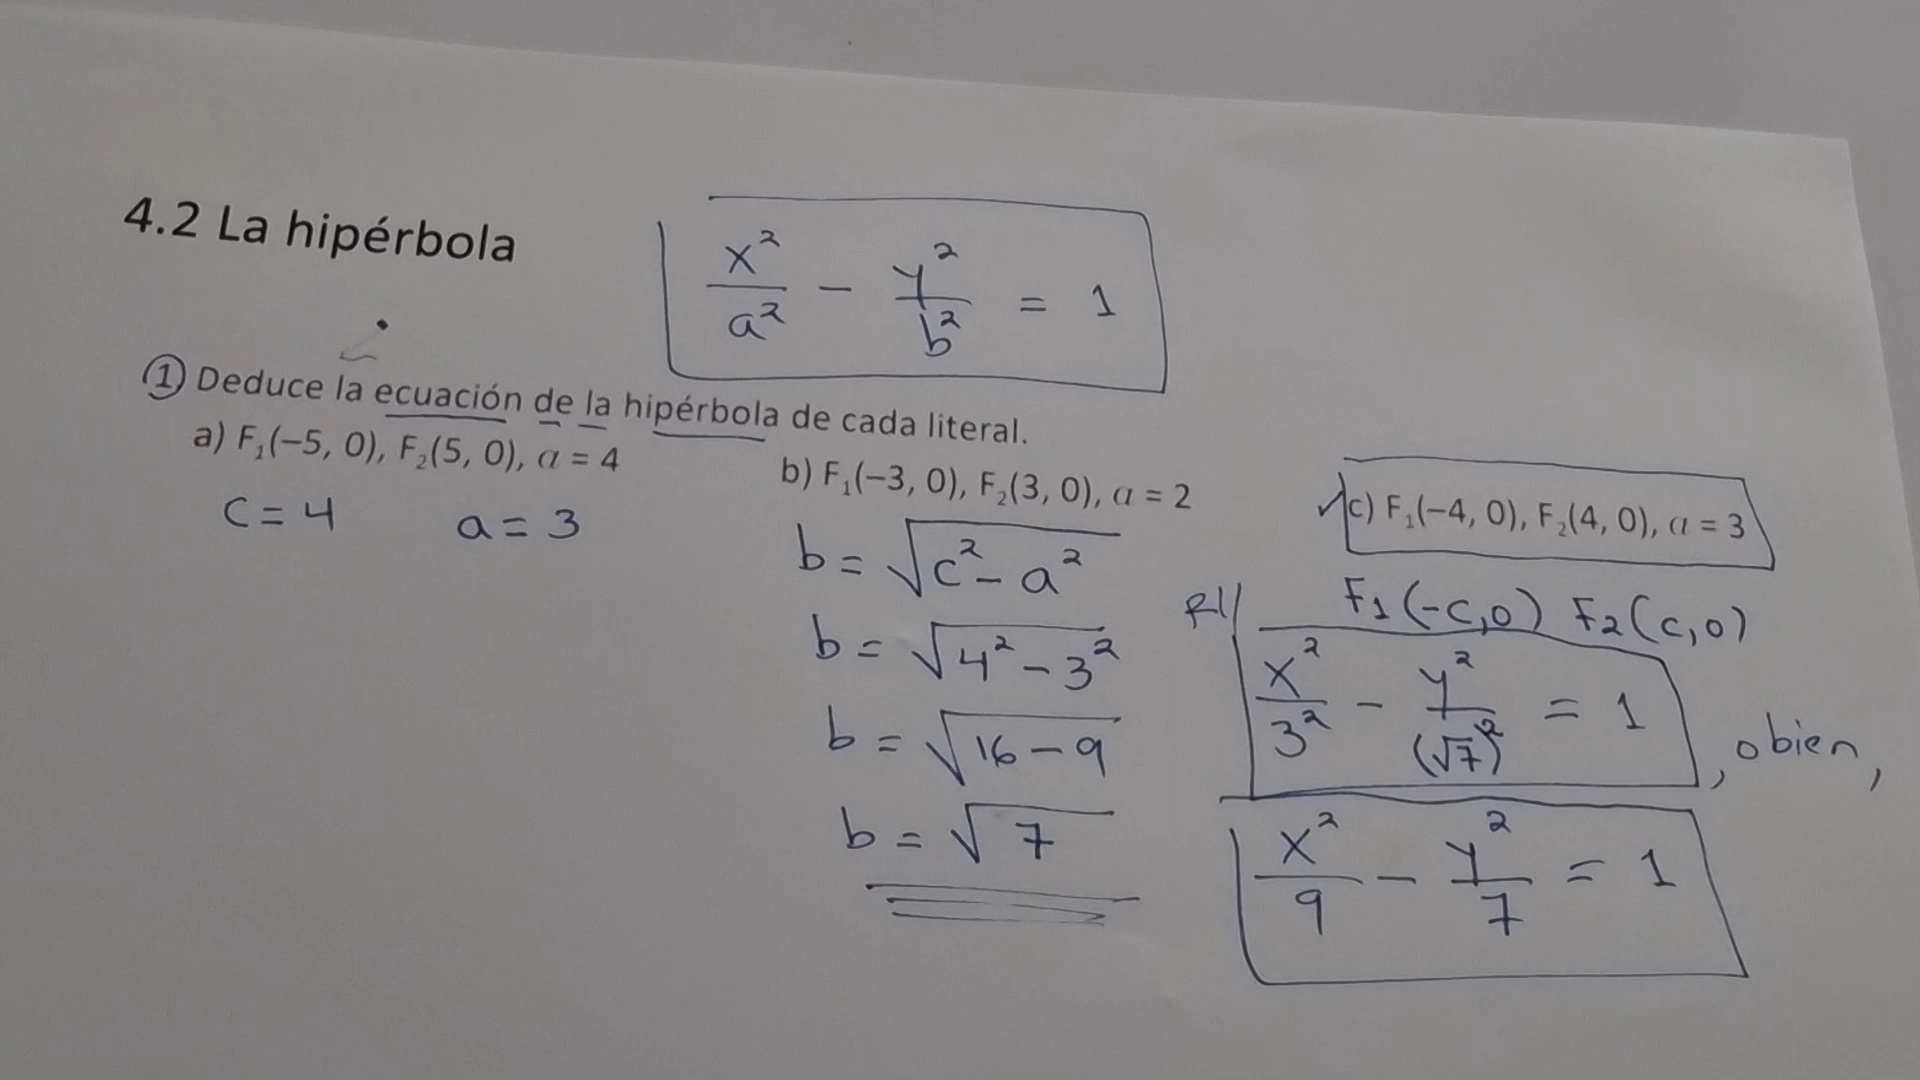 4.2 La hipérbola
x²/a² − y²/b² = 1
① Deduce la ecuación de la hipérbola de cada literal.
a) F₁(−5, 0), F₂(5, 0), a = 4
b) F₁(−3, 0), F₂(3, 0), a = 2
✓c) F₁(−4, 0), F₂(4, 0), a = 3
c = 4 a = 3
b = √(c² − a²)
b = √(4² − 3²)
b = √(16 − 9)
b = √7
R// F₁(−c,0) F₂(c,0)
x²/3² − y²/(√7)² = 1, o bien,
x²/9 − y²/7 = 1